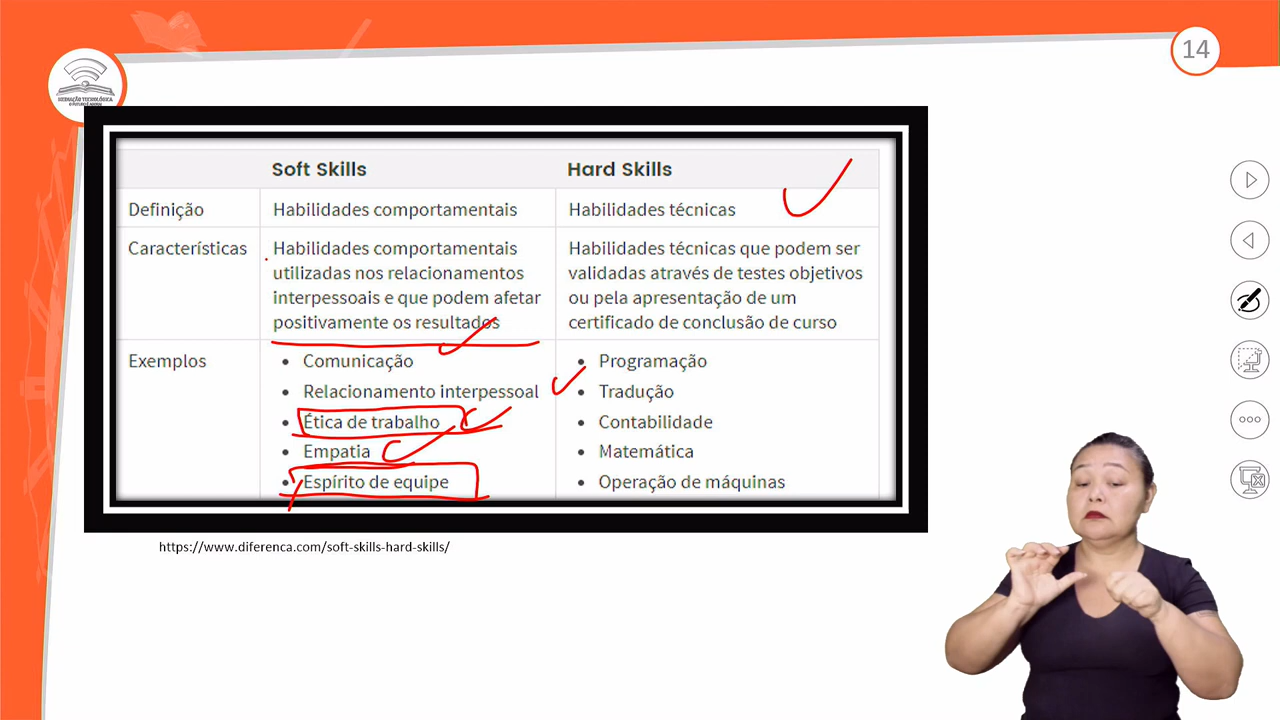 14
MEDIAÇÃO TECNOLÓGICA
Soft Skills Hard Skills
Definição Habilidades comportamentais Habilidades técnicas
Características Habilidades comportamentais Habilidades técnicas que podem ser
utilizadas nos relacionamentos validadas através de testes objetivos
interpessoais e que podem afetar ou pela apresentação de um
positivamente os resultados certificado de conclusão de curso
Exemplos • Comunicação • Programação
• Relacionamento interpessoal • Tradução
• Ética de trabalho • Contabilidade
• Empatia • Matemática
• Espírito de equipe • Operação de máquinas
https://www.diferenca.com/soft-skills-hard-skills/